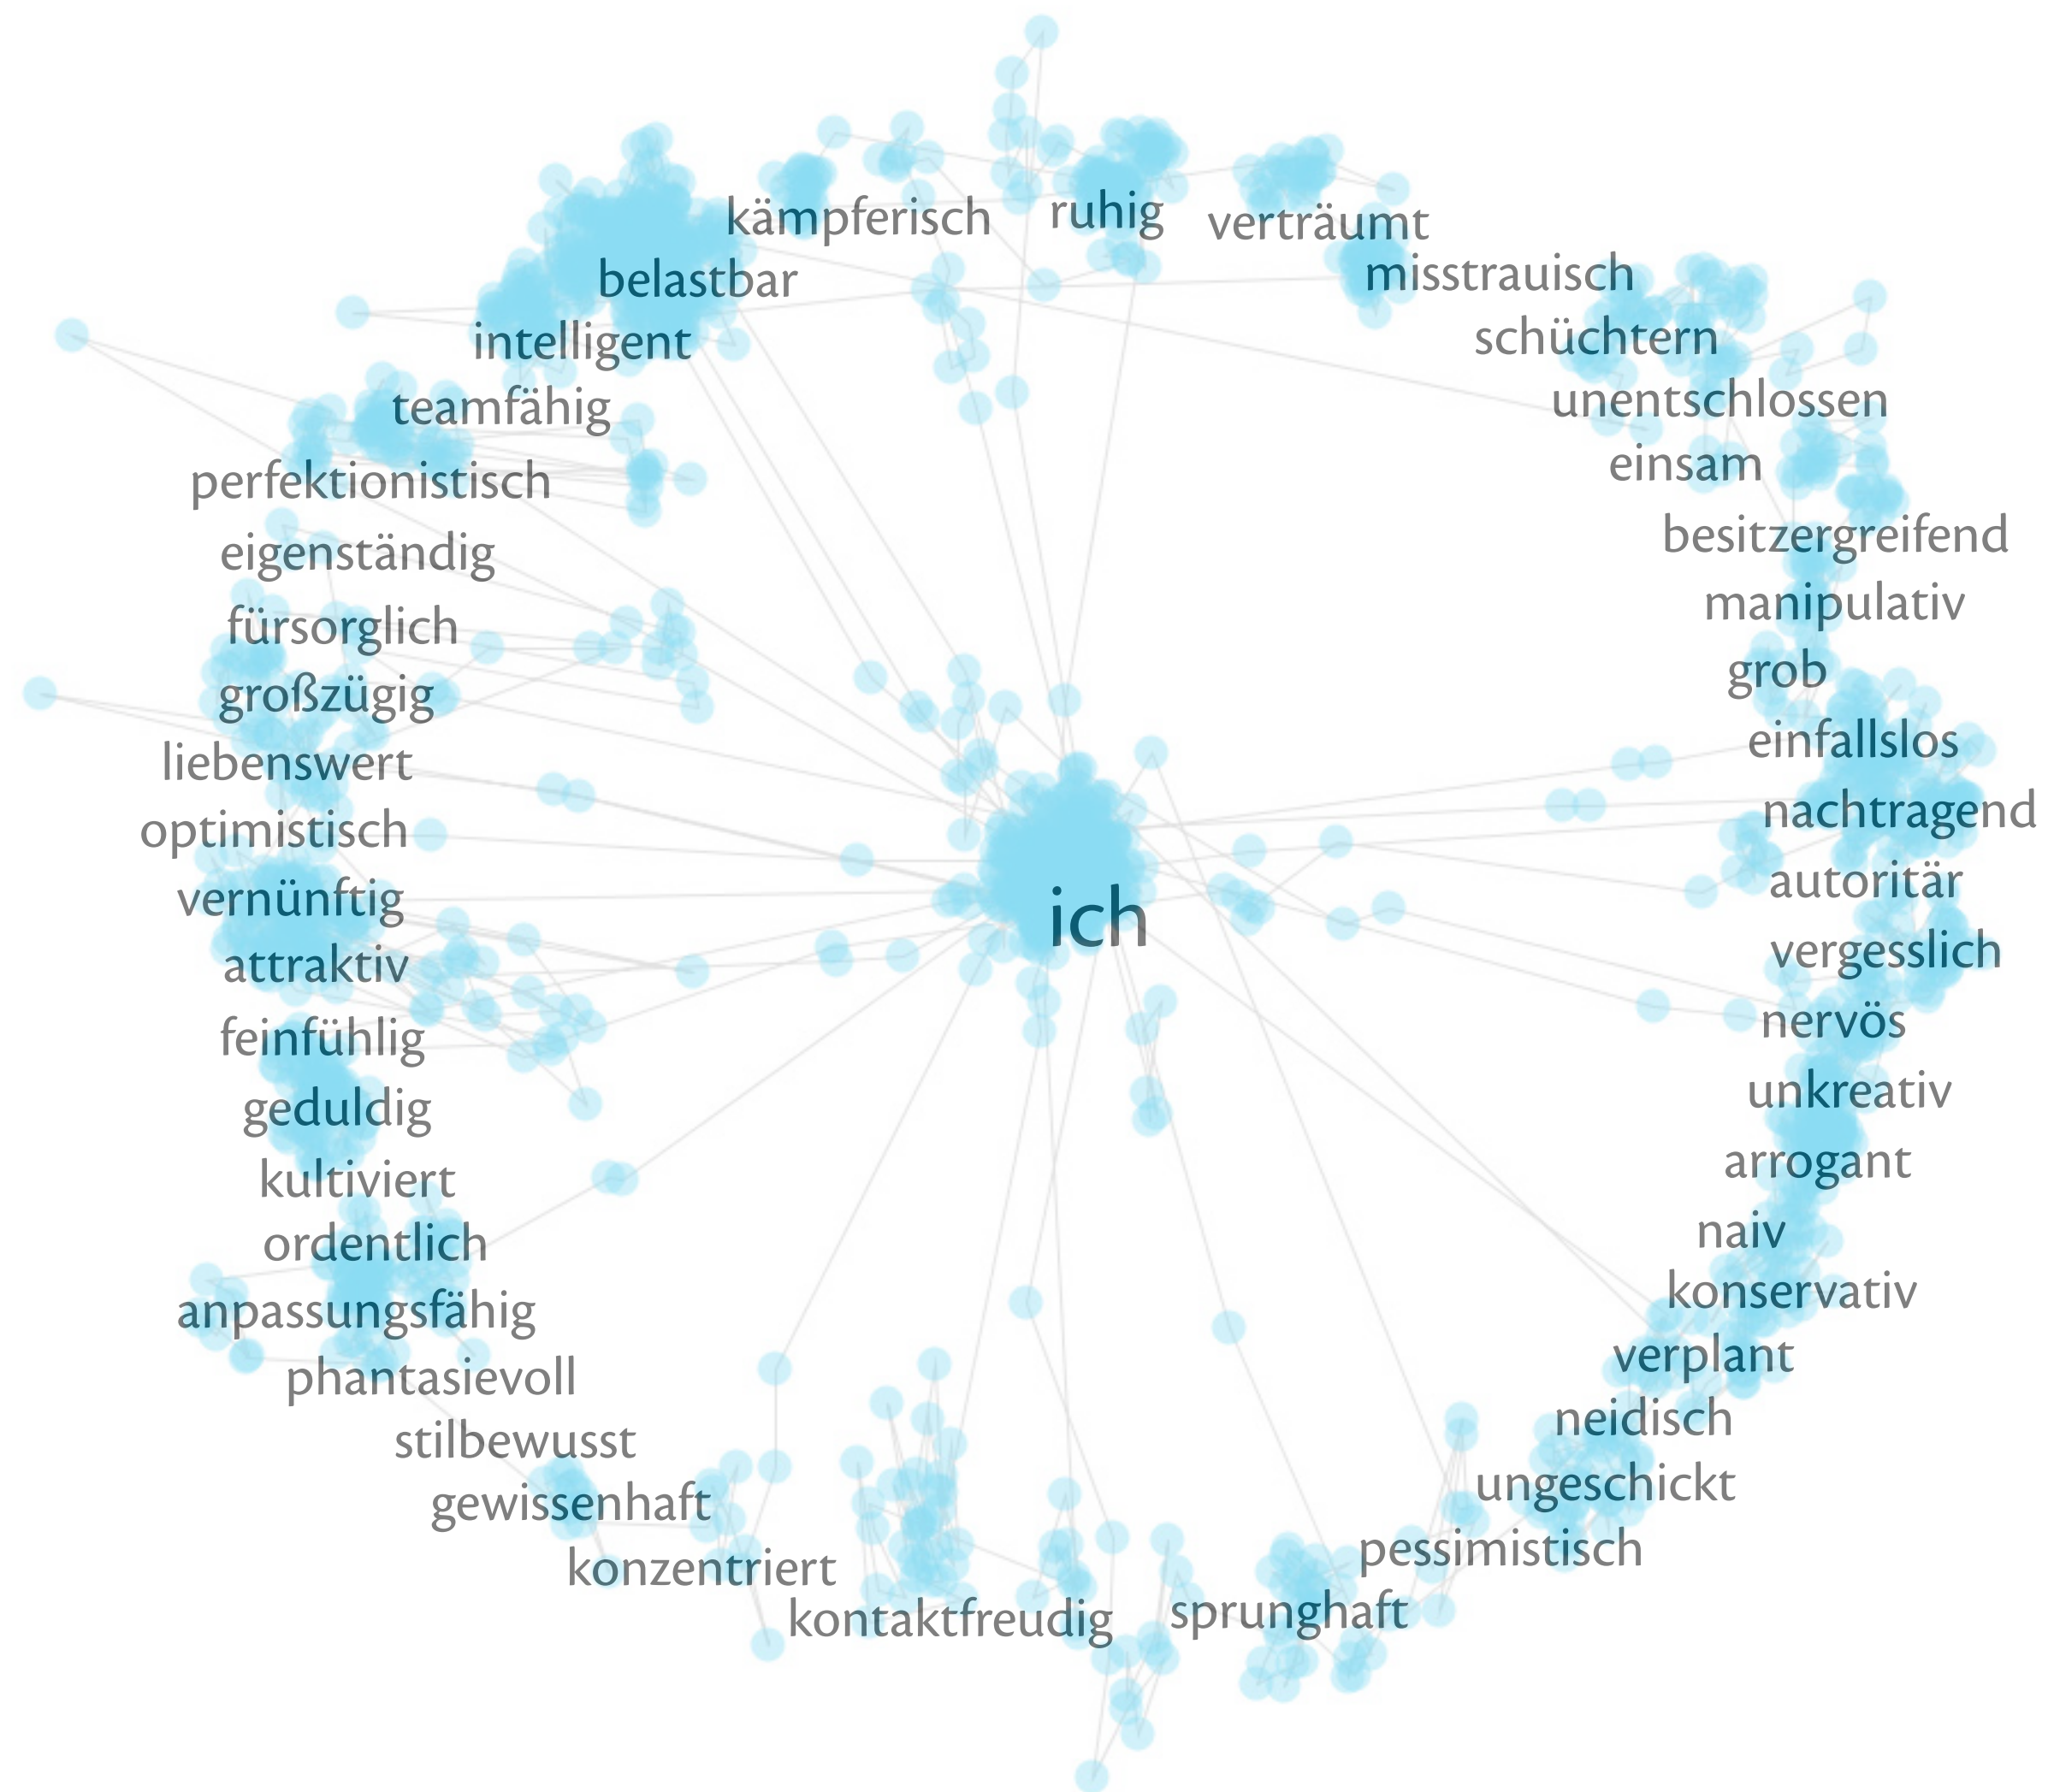 kämpferisch
ruhig
verträumt
belastbar
misstrauisch
intelligent
schüchtern
teamfähig
unentschlossen
einsam
perfektionistisch
besitzergreifend
eigenständig
manipulativ
fürsorglich
grob
großzügig
einfallslos
liebenswert
nachtragend
optimistisch
autoritär
vernünftig
ich
vergesslich
attraktiv
nervös
feinfühlig
unkreativ
geduldig
arrogant
kultiviert
naiv
ordentlich
konservativ
anpassungsfähig
verplant
phantasievoll
neidisch
stilbewusst
ungeschickt
gewissenhaft
pessimistisch
konzentriert
sprunghaft
kontaktfreudig